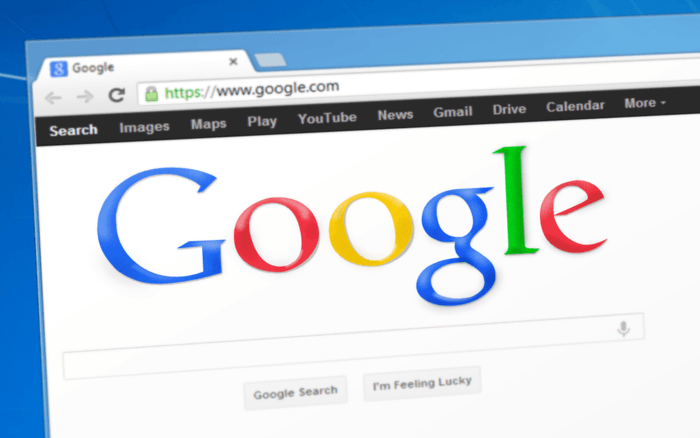 Google
https://www.google.com
Search Images Maps Play YouTube News Gmail Drive Calendar More
Google
Google Search I'm Feeling Lucky